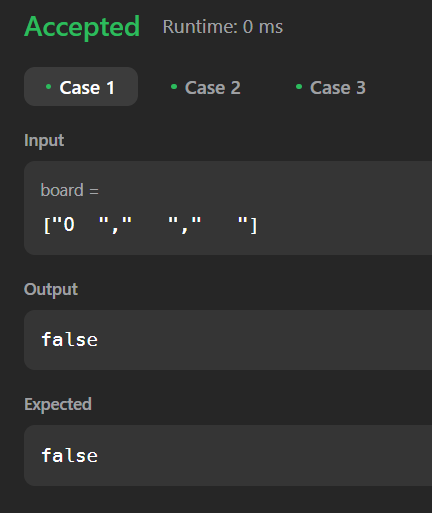 Accepted Runtime: 0 ms
• Case 1 • Case 2 • Case 3
Input
board =
["O  ","   ","   "]
Output
false
Expected
false